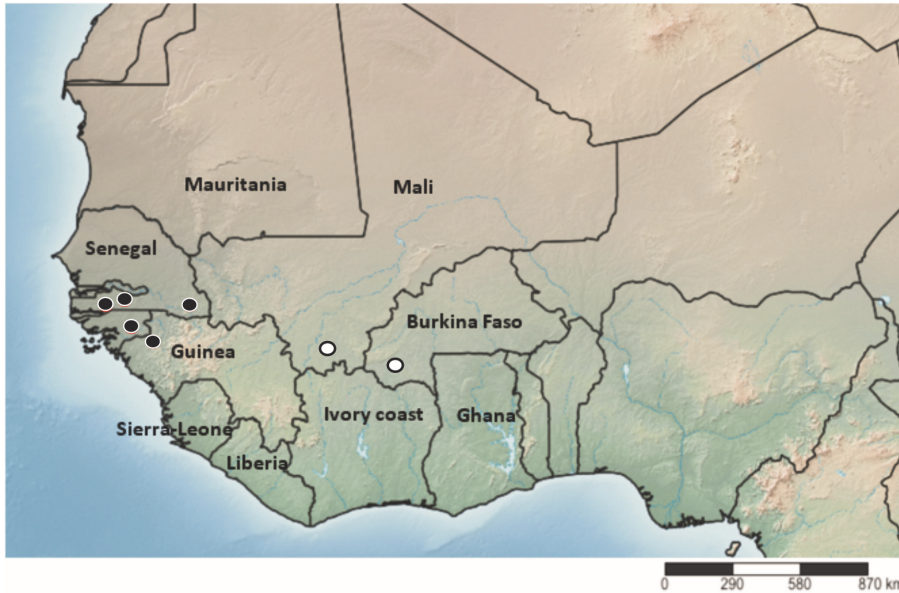 Mauritania
Mali
Senegal
Burkina Faso
Guinea
Ivory coast
Ghana
Sierra-Leone
Liberia
0 290 580 870 km